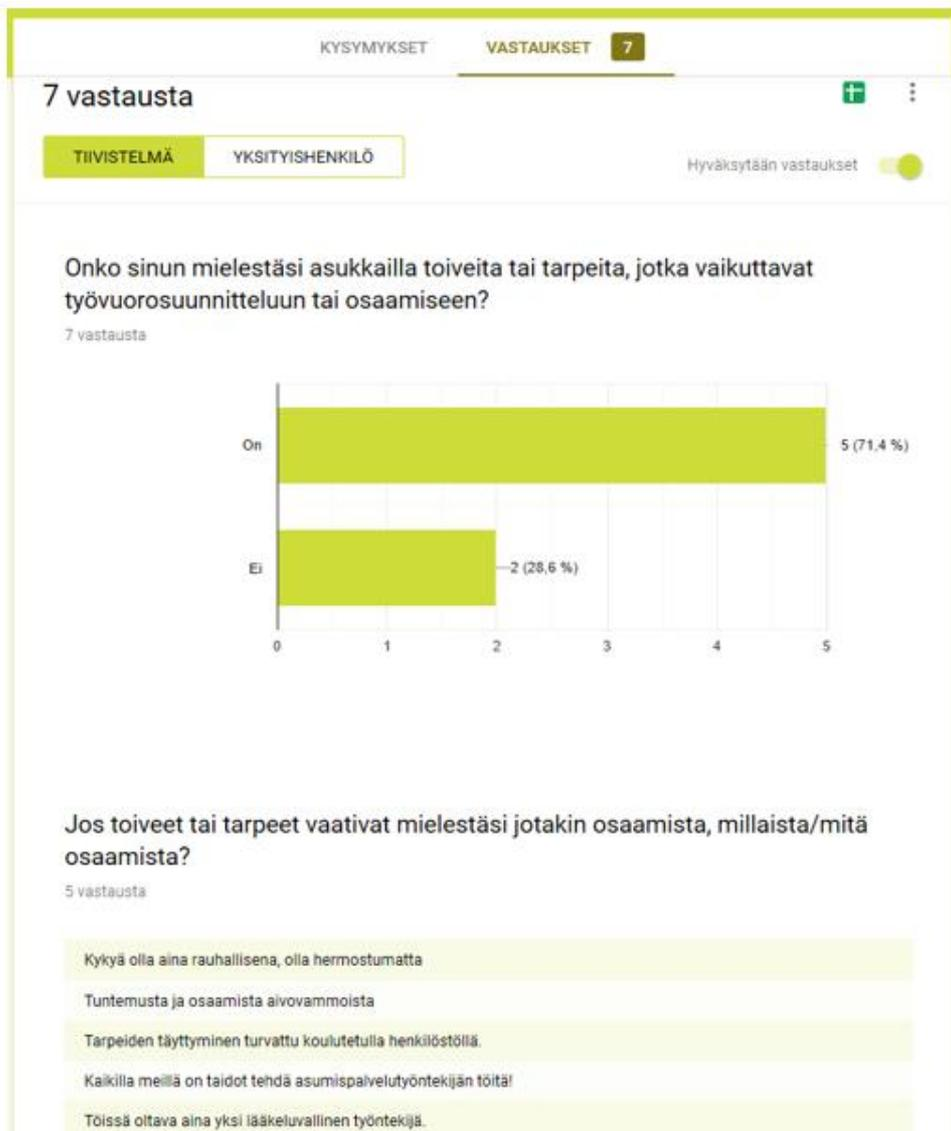 KYSYMYKSET VASTAUKSET 7
7 vastausta
TIIVISTELMÄ YKSITYISHENKILÖ Hyväksytään vastaukset
Onko sinun mielestäsi asukkailla toiveita tai tarpeita, jotka vaikuttavat
työvuorosuunnitteluun tai osaamiseen?
7 vastausta
On 5 (71,4 %)
Ei 2 (28,6 %)
0 1 2 3 4 5
Jos toiveet tai tarpeet vaativat mielestäsi jotakin osaamista, millaista/mitä
osaamista?
5 vastausta
Kykyä olla aina rauhallisena, olla hermostumatta
Tuntemusta ja osaamista aivovammoista
Tarpeiden täyttyminen turvattu koulutetulla henkilöstöllä.
Kaikilla meillä on taidot tehdä asumispalvelutyöntekijän töitä!
Töissä oltava aina yksi lääkeluvallinen työntekijä.